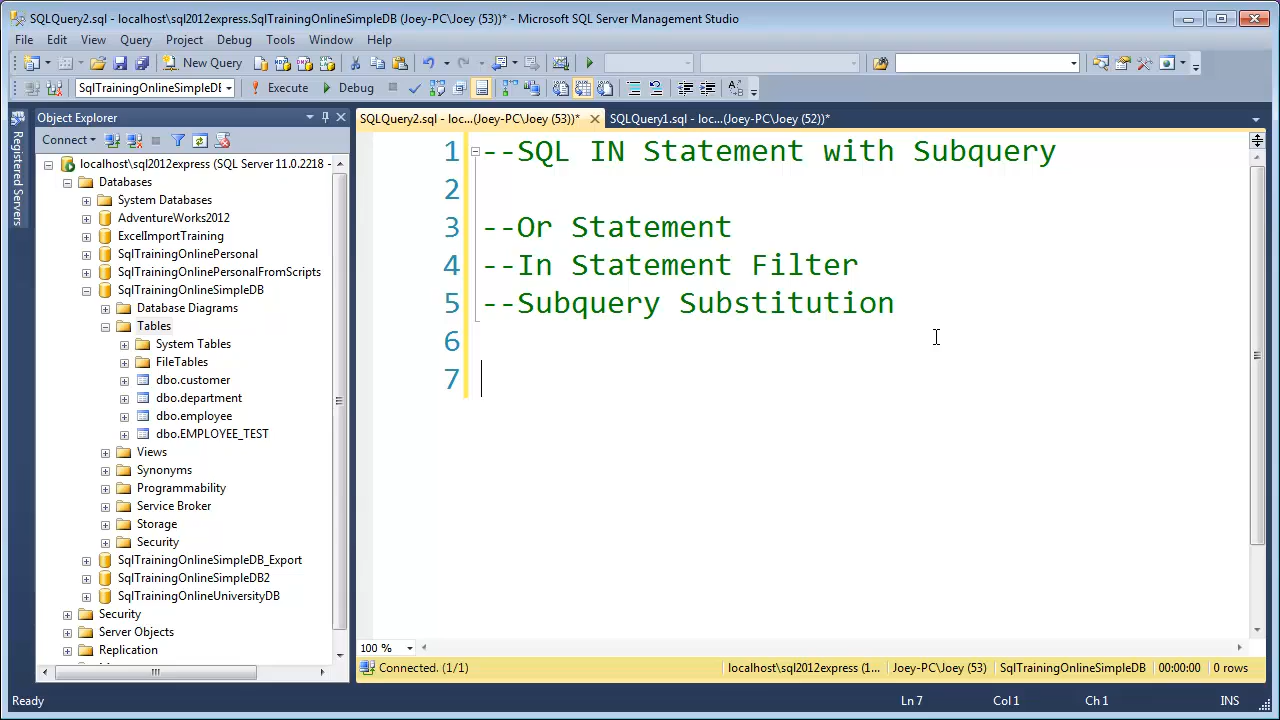 SQLQuery2.sql - localhost\sql2012express.SqlTrainingOnlineSimpleDB (Joey-PC\Joey (53))* - Microsoft SQL Server Management Studio
File Edit View Query Project Debug Tools Window Help
New Query
SqlTrainingOnlineSimpleDE Execute Debug
Registered Servers
Object Explorer
Connect
localhost\sql2012express (SQL Server 11.0.2218 -
Databases
System Databases
AdventureWorks2012
ExcelImportTraining
SqlTrainingOnlinePersonal
SqlTrainingOnlinePersonalFromScripts
SqlTrainingOnlineSimpleDB
Database Diagrams
Tables
System Tables
FileTables
dbo.customer
dbo.department
dbo.employee
dbo.EMPLOYEE_TEST
Views
Synonyms
Programmability
Service Broker
Storage
Security
SqlTrainingOnlineSimpleDB_Export
SqlTrainingOnlineSimpleDB2
SqlTrainingOnlineUniversityDB
Security
Server Objects
Replication
SQLQuery2.sql - loc...(Joey-PC\Joey (53))* SQLQuery1.sql - loc...(Joey-PC\Joey (52))*
1 --SQL IN Statement with Subquery
2
3 --Or Statement
4 --In Statement Filter
5 --Subquery Substitution
6
7
100 %
Connected. (1/1) localhost\sql2012express (1... Joey-PC\Joey (53) SqlTrainingOnlineSimpleDB 00:00:00 0 rows
Ready Ln 7 Col 1 Ch 1 INS